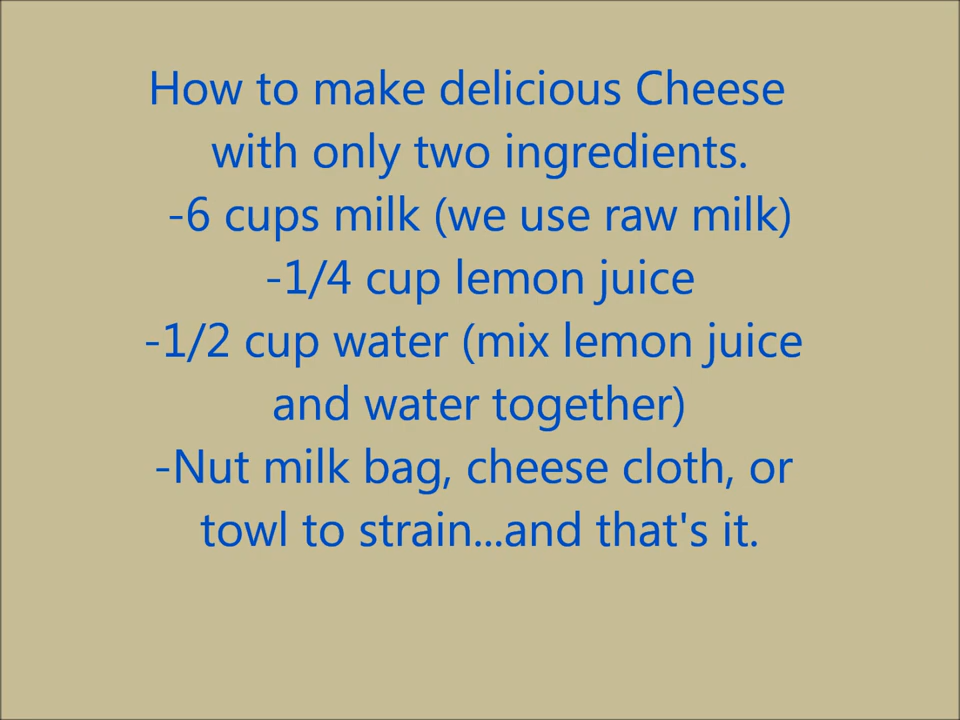 How to make delicious Cheese
with only two ingredients.
-6 cups milk (we use raw milk)
-1/4 cup lemon juice
-1/2 cup water (mix lemon juice
and water together)
-Nut milk bag, cheese cloth, or
towl to strain...and that's it.